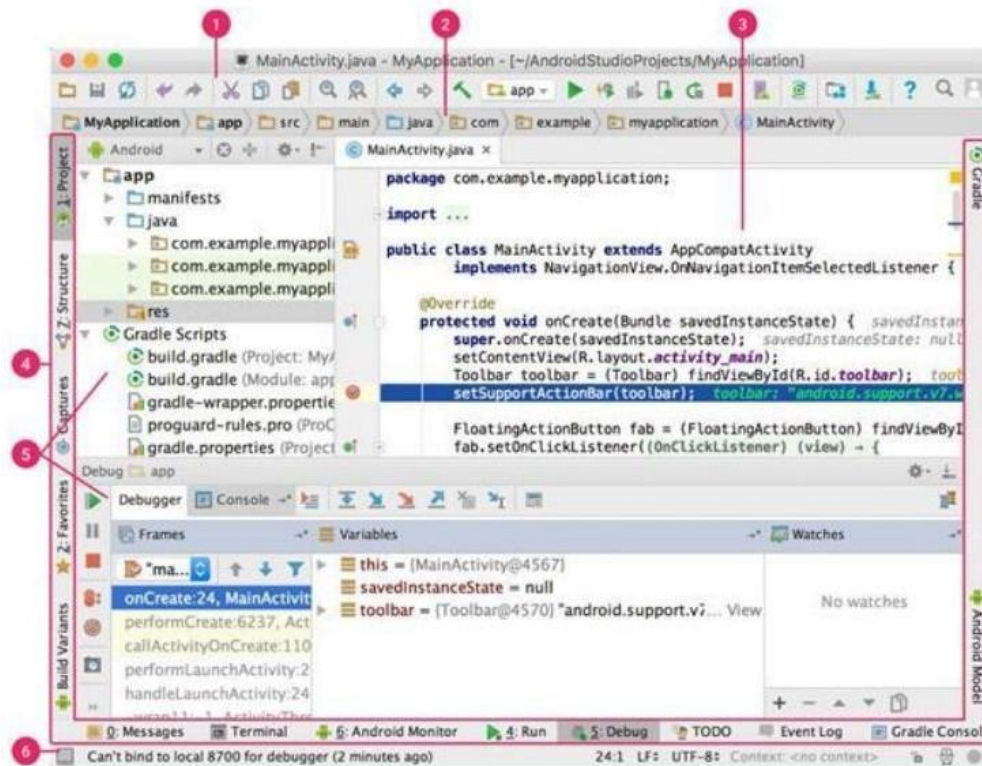 1
2
3
MainActivity.java - MyApplication - [~/AndroidStudioProjects/MyApplication]
app
MyApplication app src main java com example myapplication MainActivity
Android
MainActivity.java
1: Project
Z: Structure
Captures
2: Favorites
Build Variants
4
5
6
app
manifests
java
com.example.myappli
com.example.myappli
com.example.myappli
res
Gradle Scripts
build.gradle (Project: MyA
build.gradle (Module: app
gradle-wrapper.propertie
proguard-rules.pro (ProC
gradle.properties (Project
package com.example.myapplication;
import ...
public class MainActivity extends AppCompatActivity
implements NavigationView.OnNavigationItemSelectedListener {
@Override
protected void onCreate(Bundle savedInstanceState) { savedInstan
super.onCreate(savedInstanceState); savedInstanceState: null
setContentView(R.layout.activity_main);
Toolbar toolbar = (Toolbar) findViewById(R.id.toolbar); tool
setSupportActionBar(toolbar); toolbar: "android.support.v7.w
FloatingActionButton fab = (FloatingActionButton) findViewByI
fab.setOnClickListener((OnClickListener) (view) → {
Gradle
Android Model
Debug app
Debugger Console
Frames
Variables
Watches
"ma...
onCreate:24, MainActivit
performCreate:6237, Act
callActivityOnCreate:110
performLaunchActivity:2
handleLaunchActivity:24
-wrap11:-1, ActivityThre
this = {MainActivity@4567}
savedInstanceState = null
toolbar = {Toolbar@4570} "android.support.v7... View
No watches
0: Messages Terminal 6: Android Monitor 4: Run 5: Debug TODO Event Log Gradle Consol
Can't bind to local 8700 for debugger (2 minutes ago)
24:1 LF÷ UTF-8÷ Context: <no context>